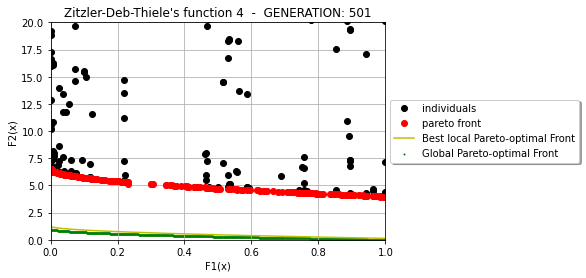 Zitzler-Deb-Thiele's function 4 - GENERATION: 501
20.0
17.5
15.0
12.5
10.0
7.5
5.0
2.5
0.0
F2(x)
0.0 0.2 0.4 0.6 0.8 1.0
F1(x)
individuals
pareto front
Best local Pareto-optimal Front
Global Pareto-optimal Front